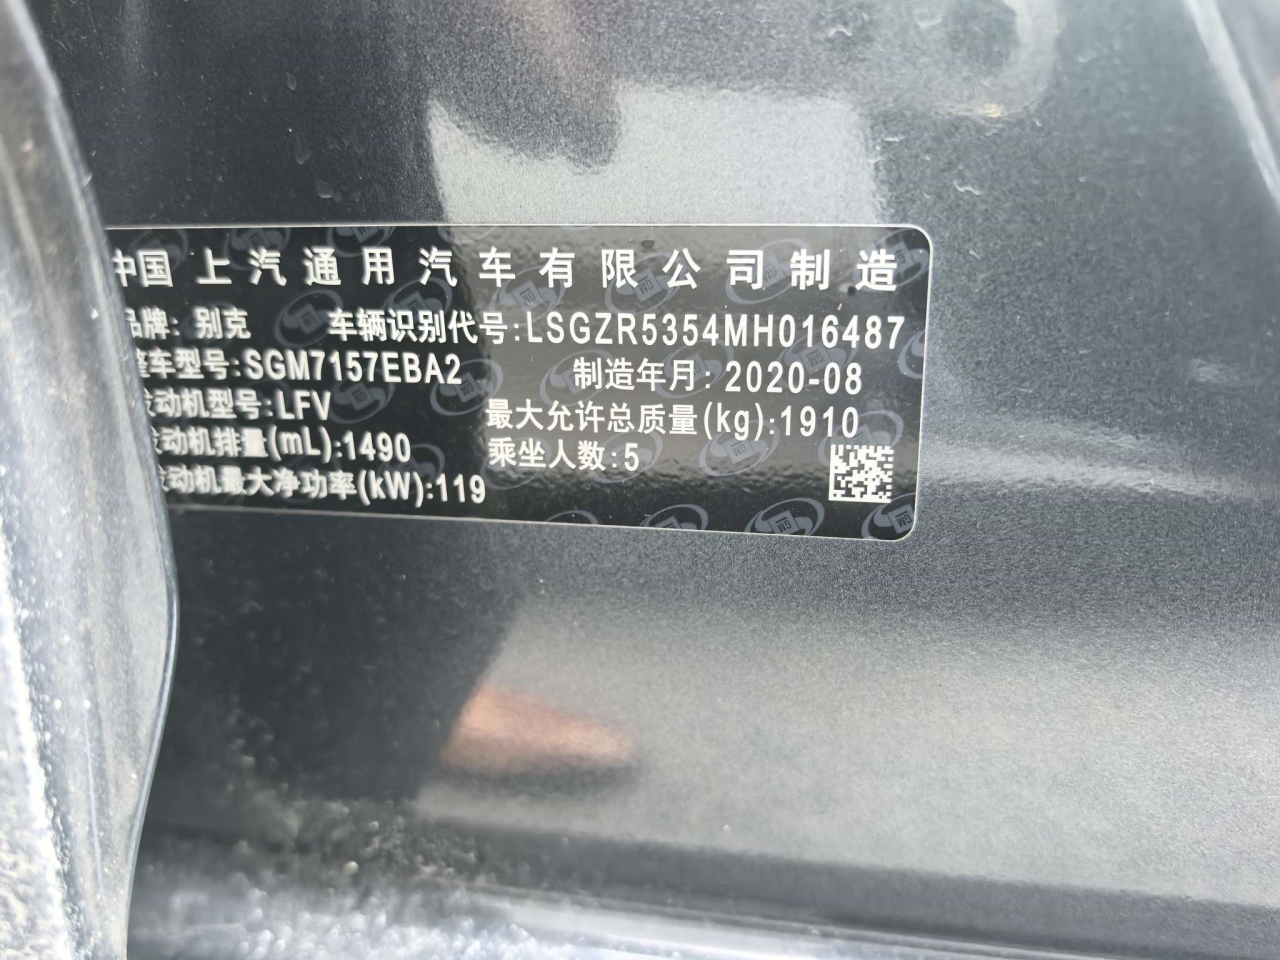 中国 上汽通用汽车有限公司制造
品牌: 别克 车辆识别代号:LSGZR5354MH016487
整车型号:SGM7157EBA2 制造年月: 2020-08
发动机型号:LFV 最大允许总质量(kg):1910
发动机排量(mL):1490 乘坐人数:5
发动机最大净功率(kW):119